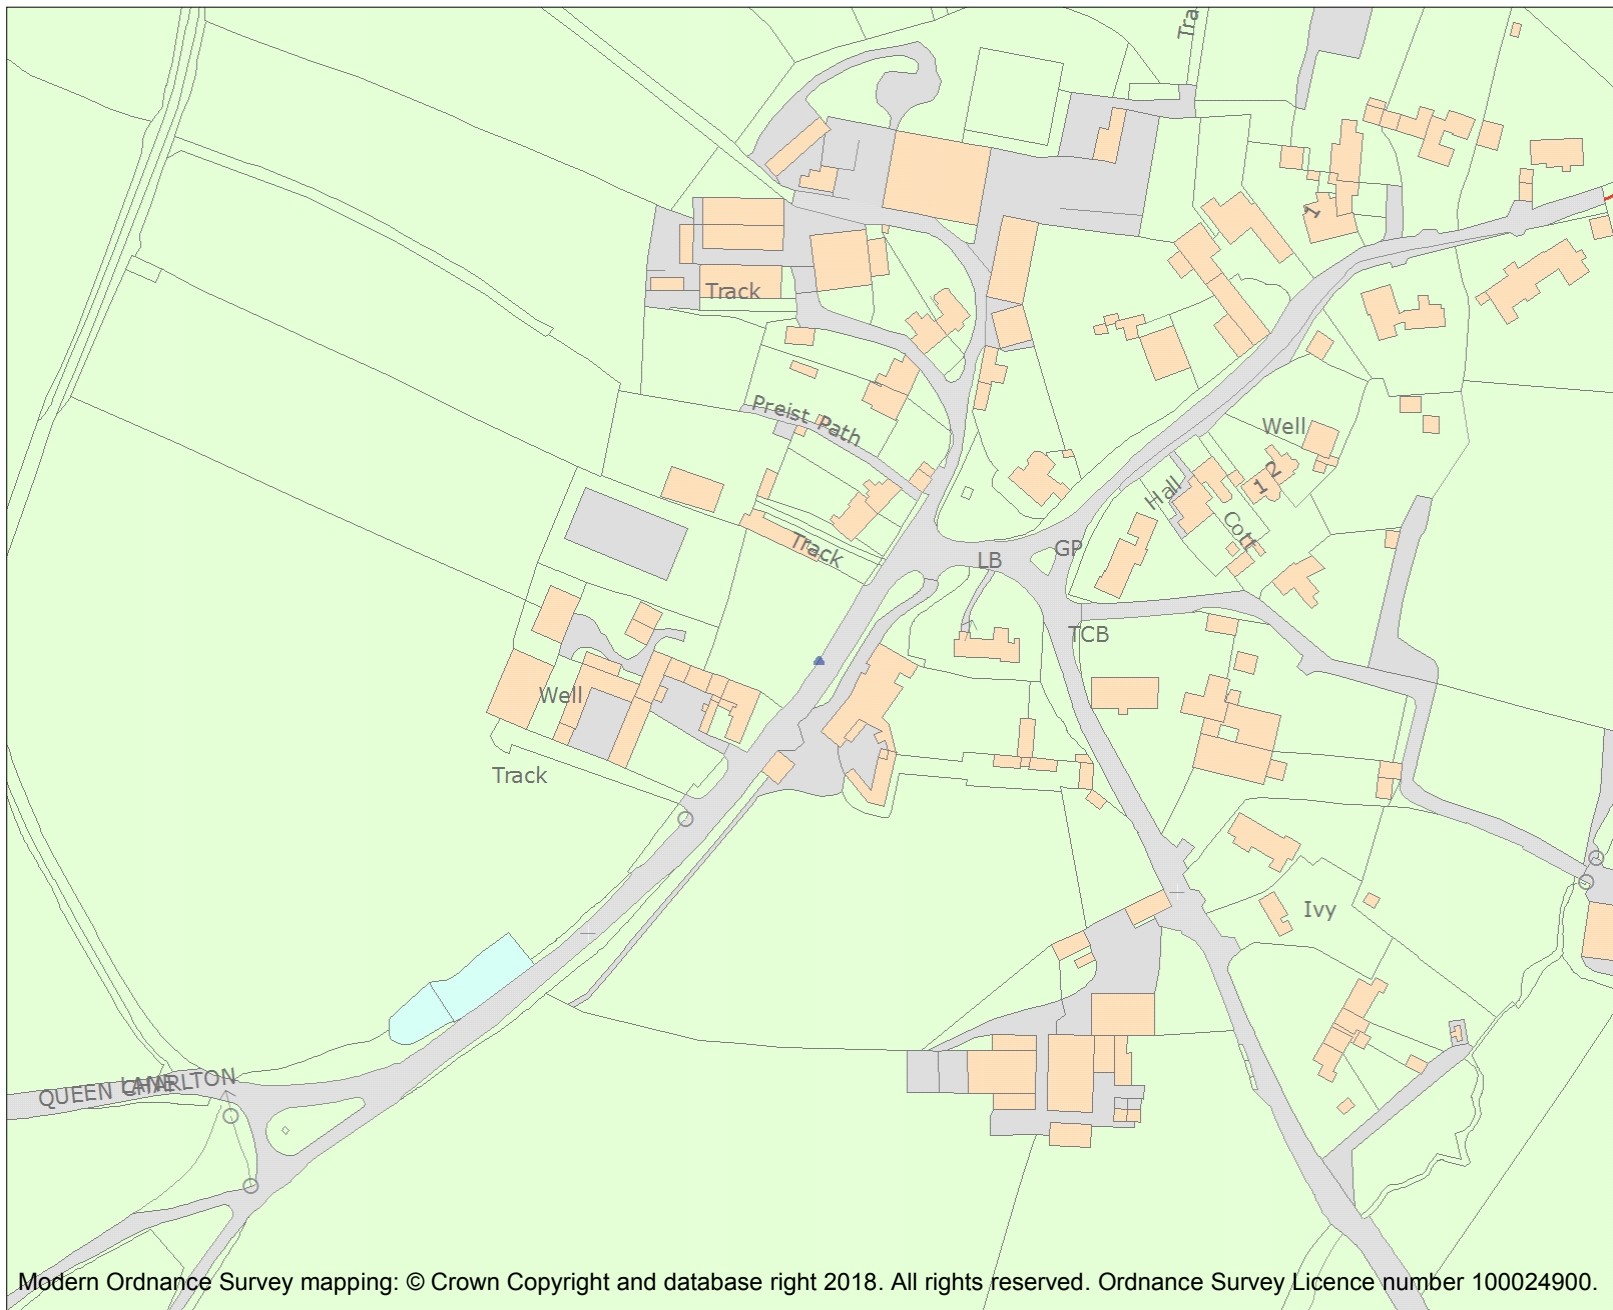 Tra
1
Track
Preist Path
Well
Hall
1 2
Cott
Track
LB
GP
TCB
Well
Track
Ivy
QUEEN CHARLTON
LANE
Modern Ordnance Survey mapping: © Crown Copyright and database right 2018. All rights reserved. Ordnance Survey Licence number 100024900.